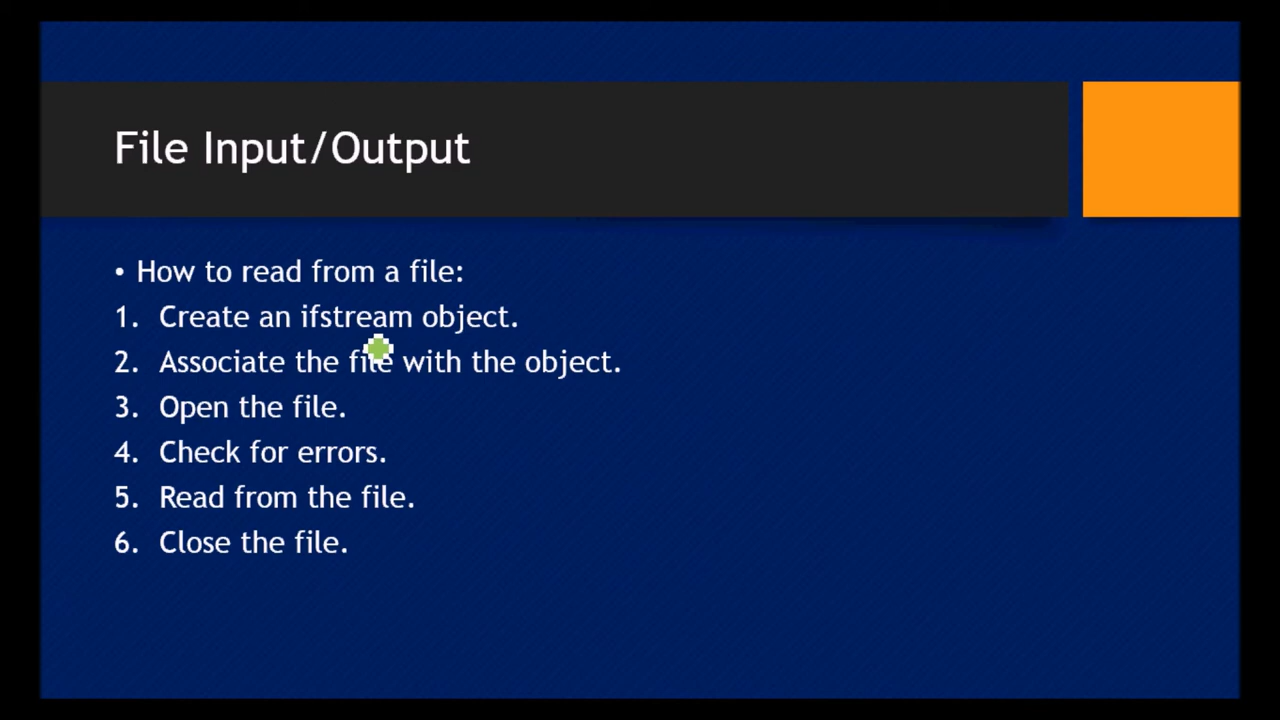 File Input/Output
• How to read from a file:
1. Create an ifstream object.
2. Associate the file with the object.
3. Open the file.
4. Check for errors.
5. Read from the file.
6. Close the file.